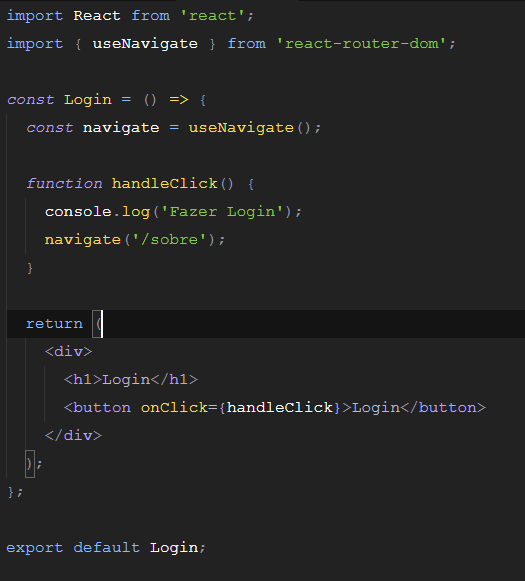 import React from 'react';
import { useNavigate } from 'react-router-dom';
const Login = () => {
const navigate = useNavigate();
function handleClick() {
console.log('Fazer Login');
navigate('/sobre');
}
return (
<div>
<h1>Login</h1>
<button onClick={handleClick}>Login</button>
</div>
);
};
export default Login;